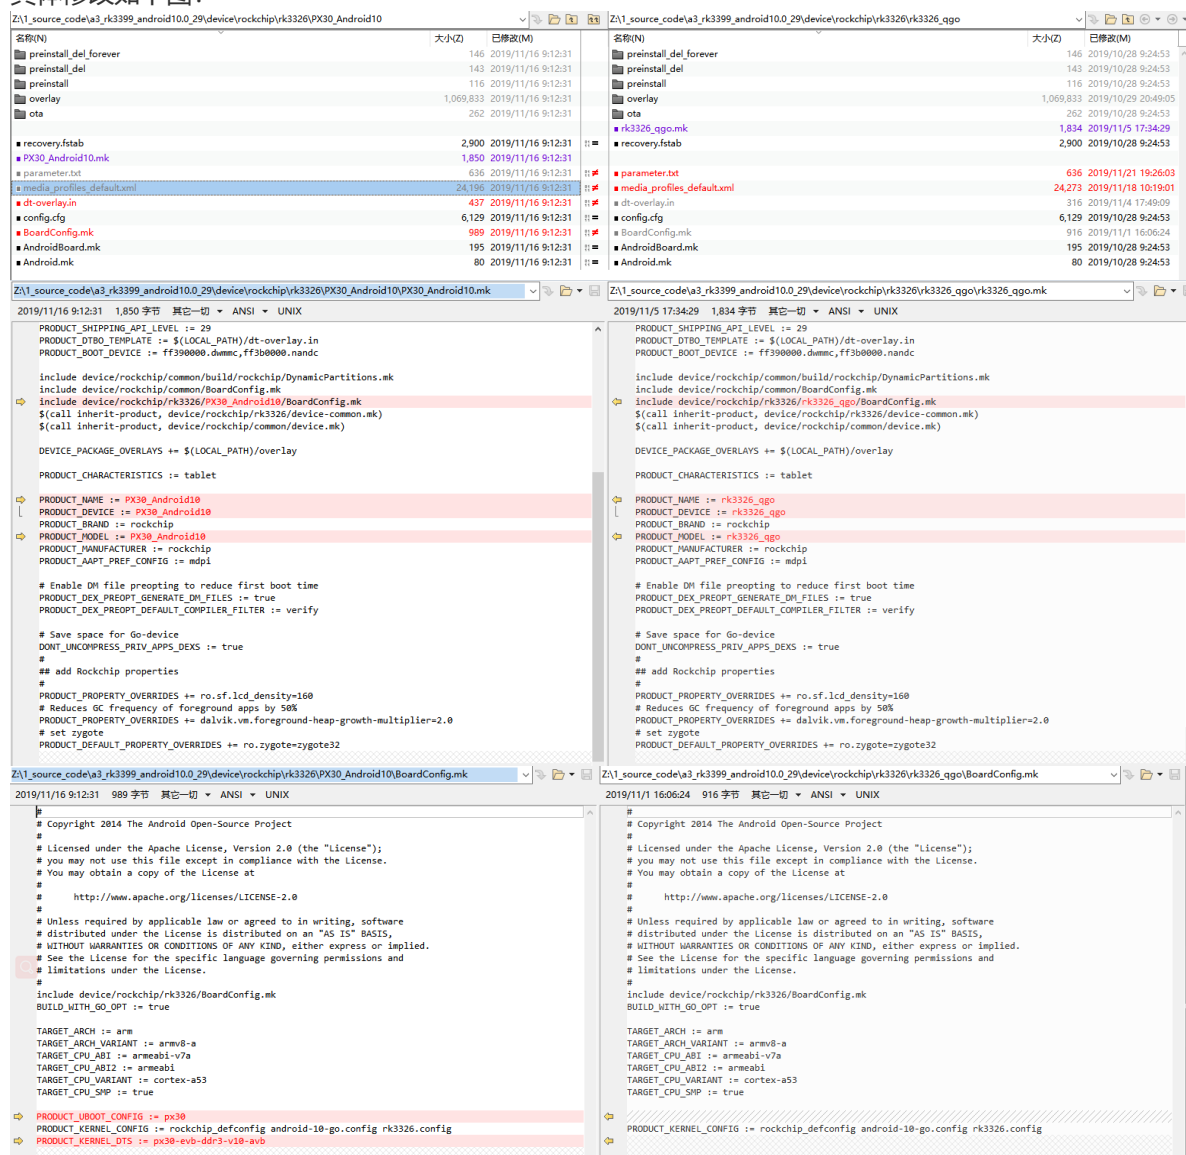 具体修改如下图:
Z:\1_source_code\a3_rk3399_android10.0_29\device\rockchip\rk3326\PX30_Android10
名称(N) 大小(Z) 已修改(M)
preinstall_del_forever 146 2019/11/16 9:12:31
preinstall_del 143 2019/11/16 9:12:31
preinstall 116 2019/11/16 9:12:31
overlay 1,069,833 2019/11/16 9:12:31
ota 262 2019/11/16 9:12:31
recovery.fstab 2,900 2019/11/16 9:12:31
PX30_Android10.mk 1,850 2019/11/16 9:12:31
parameter.txt 636 2019/11/16 9:12:31
media_profiles_default.xml 24,196 2019/11/16 9:12:31
dt-overlay.in 437 2019/11/16 9:12:31
config.cfg 6,129 2019/11/16 9:12:31
BoardConfig.mk 989 2019/11/16 9:12:31
AndroidBoard.mk 195 2019/11/16 9:12:31
Android.mk 80 2019/11/16 9:12:31
Z:\1_source_code\a3_rk3399_android10.0_29\device\rockchip\rk3326\rk3326_qgo
名称(N) 大小(Z) 已修改(M)
preinstall_del_forever 146 2019/10/28 9:24:53
preinstall_del 143 2019/10/28 9:24:53
preinstall 116 2019/10/28 9:24:53
overlay 1,069,833 2019/10/29 20:49:05
ota 262 2019/10/28 9:24:53
rk3326_qgo.mk 1,834 2019/11/5 17:34:29
recovery.fstab 2,900 2019/10/28 9:24:53
parameter.txt 636 2019/11/21 19:26:03
media_profiles_default.xml 24,273 2019/11/18 10:19:01
dt-overlay.in 316 2019/11/4 17:49:09
config.cfg 6,129 2019/10/28 9:24:53
BoardConfig.mk 916 2019/11/1 16:06:24
AndroidBoard.mk 195 2019/10/28 9:24:53
Android.mk 80 2019/10/28 9:24:53
Z:\1_source_code\a3_rk3399_android10.0_29\device\rockchip\rk3326\PX30_Android10\PX30_Android10.mk
2019/11/16 9:12:31 1,850 字节 其它一切 ANSI UNIX
PRODUCT_SHIPPING_API_LEVEL := 29
PRODUCT_DTBO_TEMPLATE := $(LOCAL_PATH)/dt-overlay.in
PRODUCT_BOOT_DEVICE := ff390000.dwmmc,ff3b0000.nandc
include device/rockchip/common/build/rockchip/DynamicPartitions.mk
include device/rockchip/common/BoardConfig.mk
include device/rockchip/rk3326/PX30_Android10/BoardConfig.mk
$(call inherit-product, device/rockchip/rk3326/device-common.mk)
$(call inherit-product, device/rockchip/common/device.mk)
DEVICE_PACKAGE_OVERLAYS += $(LOCAL_PATH)/overlay
PRODUCT_CHARACTERISTICS := tablet
PRODUCT_NAME := PX30_Android10
PRODUCT_DEVICE := PX30_Android10
PRODUCT_BRAND := rockchip
PRODUCT_MODEL := PX30_Android10
PRODUCT_MANUFACTURER := rockchip
PRODUCT_AAPT_PREF_CONFIG := mdpi
# Enable DM file preopting to reduce first boot time
PRODUCT_DEX_PREOPT_GENERATE_DM_FILES := true
PRODUCT_DEX_PREOPT_DEFAULT_COMPILER_FILTER := verify
# Save space for Go-device
DONT_UNCOMPRESS_PRIV_APPS_DEXS := true
#
## add Rockchip properties
#
PRODUCT_PROPERTY_OVERRIDES += ro.sf.lcd_density=160
# Reduces GC frequency of foreground apps by 50%
PRODUCT_PROPERTY_OVERRIDES += dalvik.vm.foreground-heap-growth-multiplier=2.0
# set zygote
PRODUCT_DEFAULT_PROPERTY_OVERRIDES += ro.zygote=zygote32
Z:\1_source_code\a3_rk3399_android10.0_29\device\rockchip\rk3326\rk3326_qgo\rk3326_qgo.mk
2019/11/5 17:34:29 1,834 字节 其它一切 ANSI UNIX
PRODUCT_SHIPPING_API_LEVEL := 29
PRODUCT_DTBO_TEMPLATE := $(LOCAL_PATH)/dt-overlay.in
PRODUCT_BOOT_DEVICE := ff390000.dwmmc,ff3b0000.nandc
include device/rockchip/common/build/rockchip/DynamicPartitions.mk
include device/rockchip/common/BoardConfig.mk
include device/rockchip/rk3326/rk3326_qgo/BoardConfig.mk
$(call inherit-product, device/rockchip/rk3326/device-common.mk)
$(call inherit-product, device/rockchip/common/device.mk)
DEVICE_PACKAGE_OVERLAYS += $(LOCAL_PATH)/overlay
PRODUCT_CHARACTERISTICS := tablet
PRODUCT_NAME := rk3326_qgo
PRODUCT_DEVICE := rk3326_qgo
PRODUCT_BRAND := rockchip
PRODUCT_MODEL := rk3326_qgo
PRODUCT_MANUFACTURER := rockchip
PRODUCT_AAPT_PREF_CONFIG := mdpi
# Enable DM file preopting to reduce first boot time
PRODUCT_DEX_PREOPT_GENERATE_DM_FILES := true
PRODUCT_DEX_PREOPT_DEFAULT_COMPILER_FILTER := verify
# Save space for Go-device
DONT_UNCOMPRESS_PRIV_APPS_DEXS := true
#
## add Rockchip properties
#
PRODUCT_PROPERTY_OVERRIDES += ro.sf.lcd_density=160
# Reduces GC frequency of foreground apps by 50%
PRODUCT_PROPERTY_OVERRIDES += dalvik.vm.foreground-heap-growth-multiplier=2.0
# set zygote
PRODUCT_DEFAULT_PROPERTY_OVERRIDES += ro.zygote=zygote32
Z:\1_source_code\a3_rk3399_android10.0_29\device\rockchip\rk3326\PX30_Android10\BoardConfig.mk
2019/11/16 9:12:31 989 字节 其它一切 ANSI UNIX
#
# Copyright 2014 The Android Open-Source Project
#
# Licensed under the Apache License, Version 2.0 (the "License");
# you may not use this file except in compliance with the License.
# You may obtain a copy of the License at
#
# http://www.apache.org/licenses/LICENSE-2.0
#
# Unless required by applicable law or agreed to in writing, software
# distributed under the License is distributed on an "AS IS" BASIS,
# WITHOUT WARRANTIES OR CONDITIONS OF ANY KIND, either express or implied.
# See the License for the specific language governing permissions and
# limitations under the License.
#
include device/rockchip/rk3326/BoardConfig.mk
BUILD_WITH_GO_OPT := true
TARGET_ARCH := arm
TARGET_ARCH_VARIANT := armv8-a
TARGET_CPU_ABI := armeabi-v7a
TARGET_CPU_ABI2 := armeabi
TARGET_CPU_VARIANT := cortex-a53
TARGET_CPU_SMP := true
PRODUCT_UBOOT_CONFIG := px30
PRODUCT_KERNEL_CONFIG := rockchip_defconfig android-10-go.config rk3326.config
PRODUCT_KERNEL_DTS := px30-evb-ddr3-v10-avb
Z:\1_source_code\a3_rk3399_android10.0_29\device\rockchip\rk3326\rk3326_qgo\BoardConfig.mk
2019/11/1 16:06:24 916 字节 其它一切 ANSI UNIX
#
# Copyright 2014 The Android Open-Source Project
#
# Licensed under the Apache License, Version 2.0 (the "License");
# you may not use this file except in compliance with the License.
# You may obtain a copy of the License at
#
# http://www.apache.org/licenses/LICENSE-2.0
#
# Unless required by applicable law or agreed to in writing, software
# distributed under the License is distributed on an "AS IS" BASIS,
# WITHOUT WARRANTIES OR CONDITIONS OF ANY KIND, either express or implied.
# See the License for the specific language governing permissions and
# limitations under the License.
#
include device/rockchip/rk3326/BoardConfig.mk
BUILD_WITH_GO_OPT := true
TARGET_ARCH := arm
TARGET_ARCH_VARIANT := armv8-a
TARGET_CPU_ABI := armeabi-v7a
TARGET_CPU_ABI2 := armeabi
TARGET_CPU_VARIANT := cortex-a53
TARGET_CPU_SMP := true
PRODUCT_KERNEL_CONFIG := rockchip_defconfig android-10-go.config rk3326.config